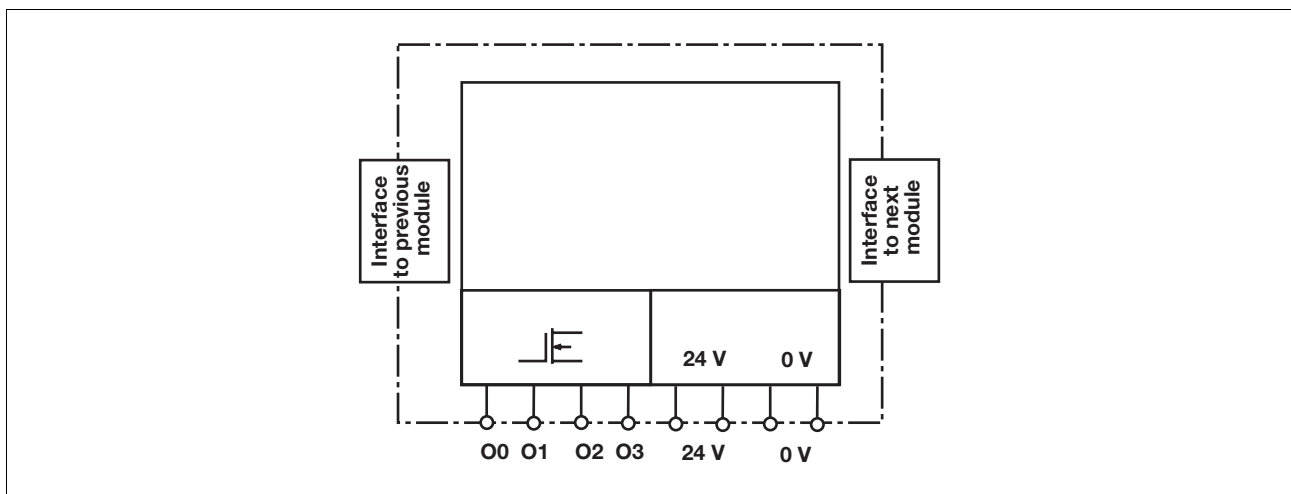 Interface
to previous
module
Interface
to next
module
24 V 0 V
O0 O1 O2 O3 24 V 0 V